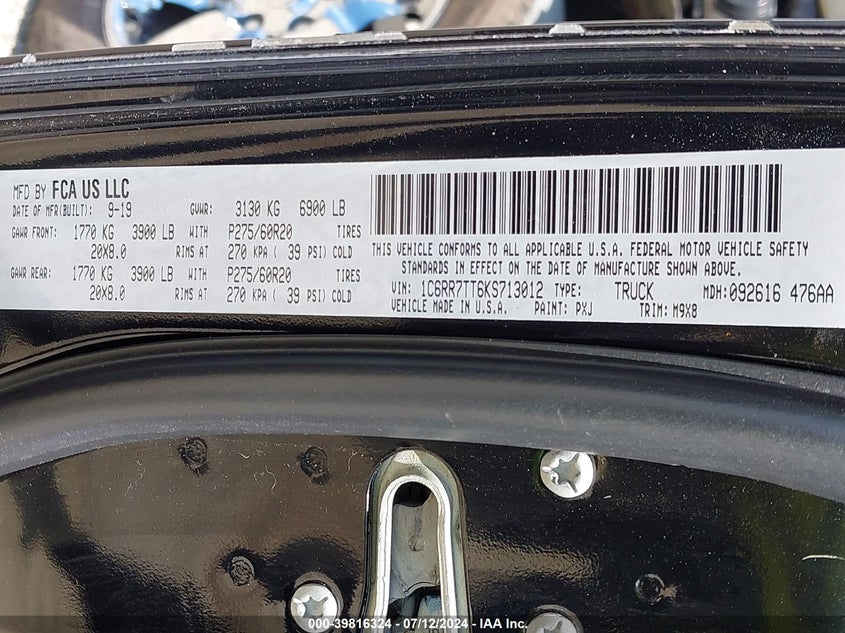 MFD BY FCA US LLC
DATE OF MFR(BUILT): 9-19 GVWR: 3130 KG 6900 LB
GAWR FRONT: 1770 KG 3900 LB WITH P275/60R20 TIRES
20X8.0 RIMS AT 270 KPA ( 39 PSI) COLD
GAWR REAR: 1770 KG 3900 LB WITH P275/60R20 TIRES
20X8.0 RIMS AT 270 KPA ( 39 PSI) COLD
THIS VEHICLE CONFORMS TO ALL APPLICABLE U.S.A. FEDERAL MOTOR VEHICLE SAFETY
STANDARDS IN EFFECT ON THE DATE OF MANUFACTURE SHOWN ABOVE.
VIN: 1C6RR7TT6KS713012 TYPE: TRUCK MDH:092616 476AA
VEHICLE MADE IN U.S.A. PAINT: PXJ TRIM: M9X8
000-39816324 - 07/12/2024 - IAA Inc.